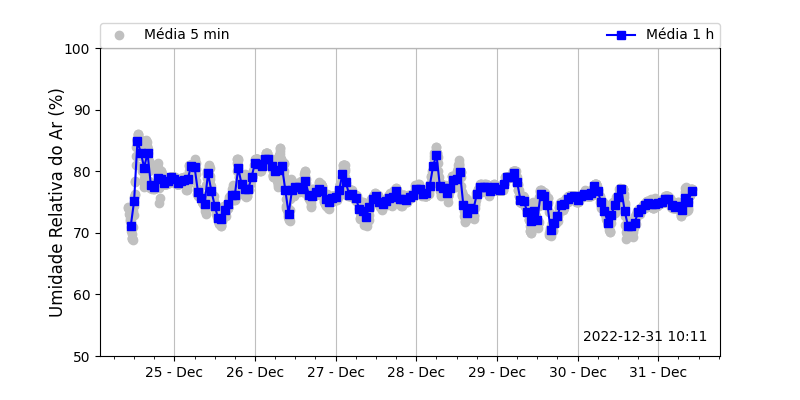 Média 5 min Média 1 h
100
90
80
70
60
50
Umidade Relativa do Ar (%)
2022-12-31 10:11
25 - Dec 26 - Dec 27 - Dec 28 - Dec 29 - Dec 30 - Dec 31 - Dec